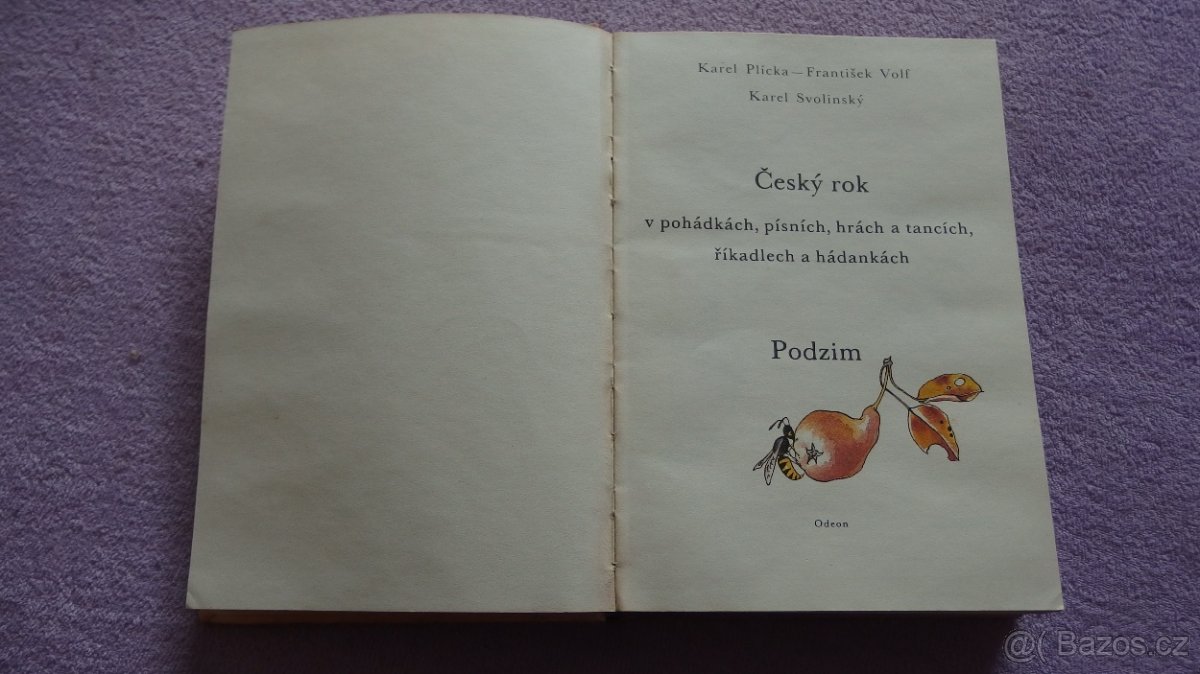 Karel Plicka – František Volf
Karel Svolinský
Český rok
v pohádkách, písních, hrách a tancích,
říkadlech a hádankách
Podzim
Odeon
@( Bazos.cz